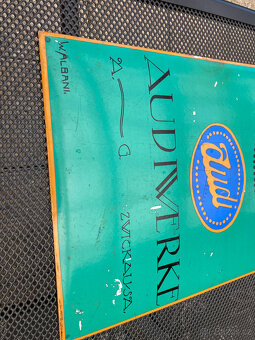 W/ALBANI.
Audi
AUDIWERKE
A.—G.
ZWICKAU i/SA.